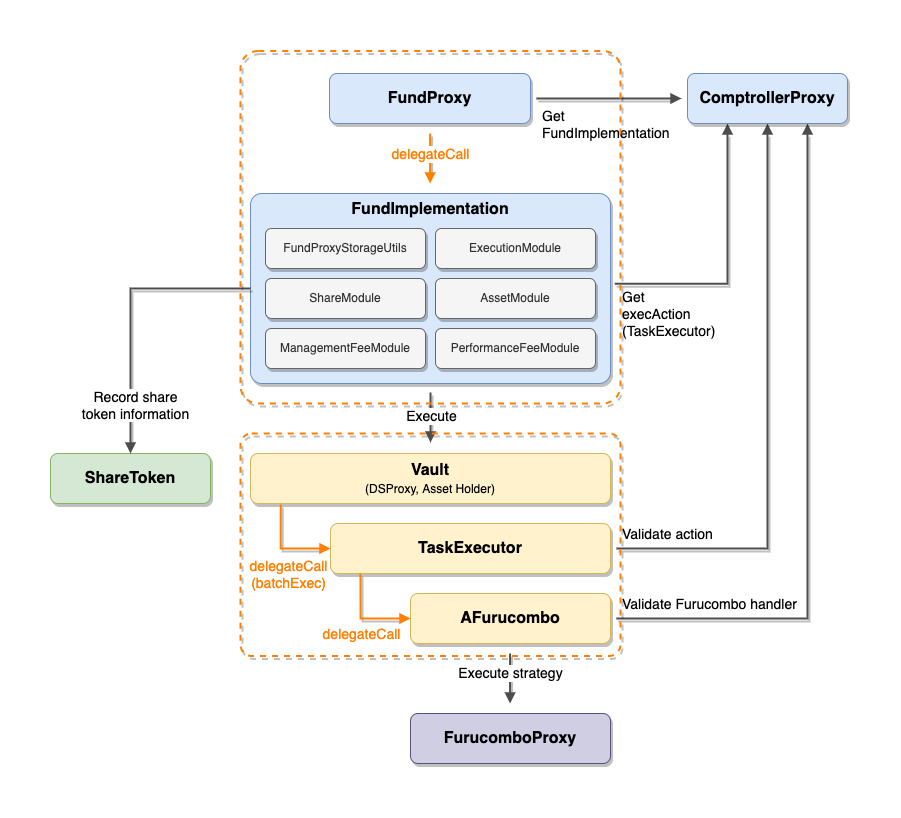 FundProxy
ComptrollerProxy
Get
FundImplementation
delegateCall
FundImplementation
FundProxyStorageUtils
ExecutionModule
ShareModule
AssetModule
ManagementFeeModule
PerformanceFeeModule
Get
execAction
(TaskExecutor)
Record share
token information
Execute
ShareToken
Vault
(DSProxy, Asset Holder)
TaskExecutor
Validate action
delegateCall
(batchExec)
AFurucombo
Validate Furucombo handler
delegateCall
Execute strategy
FurucomboProxy